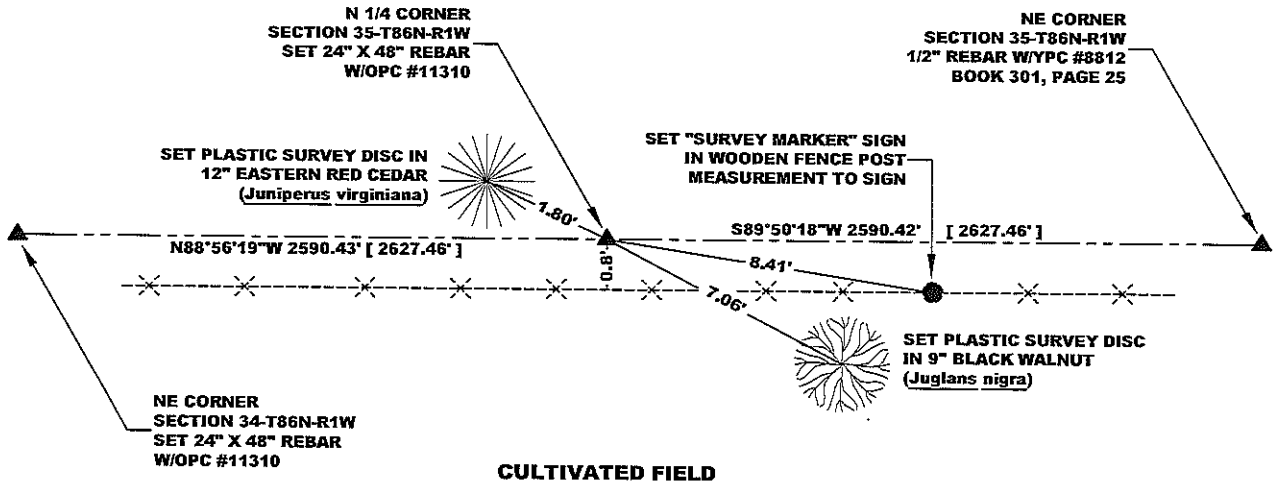 N 1/4 CORNER
SECTION 35-T86N-R1W
SET 24" X 48" REBAR
W/OPC #11310
NE CORNER
SECTION 35-T86N-R1W
1/2" REBAR W/YPC #8812
BOOK 301, PAGE 25
SET PLASTIC SURVEY DISC IN
12" EASTERN RED CEDAR
(Juniperus virginiana)
SET "SURVEY MARKER" SIGN
IN WOODEN FENCE POST
MEASUREMENT TO SIGN
1.80'
N88°56'19"W 2590.43' [ 2627.46' ]
S89°50'18"W 2590.42' [ 2627.46' ]
0.8'
8.41'
7.06'
SET PLASTIC SURVEY DISC
IN 9" BLACK WALNUT
(Juglans nigra)
NE CORNER
SECTION 34-T86N-R1W
SET 24" X 48" REBAR
W/OPC #11310
CULTIVATED FIELD